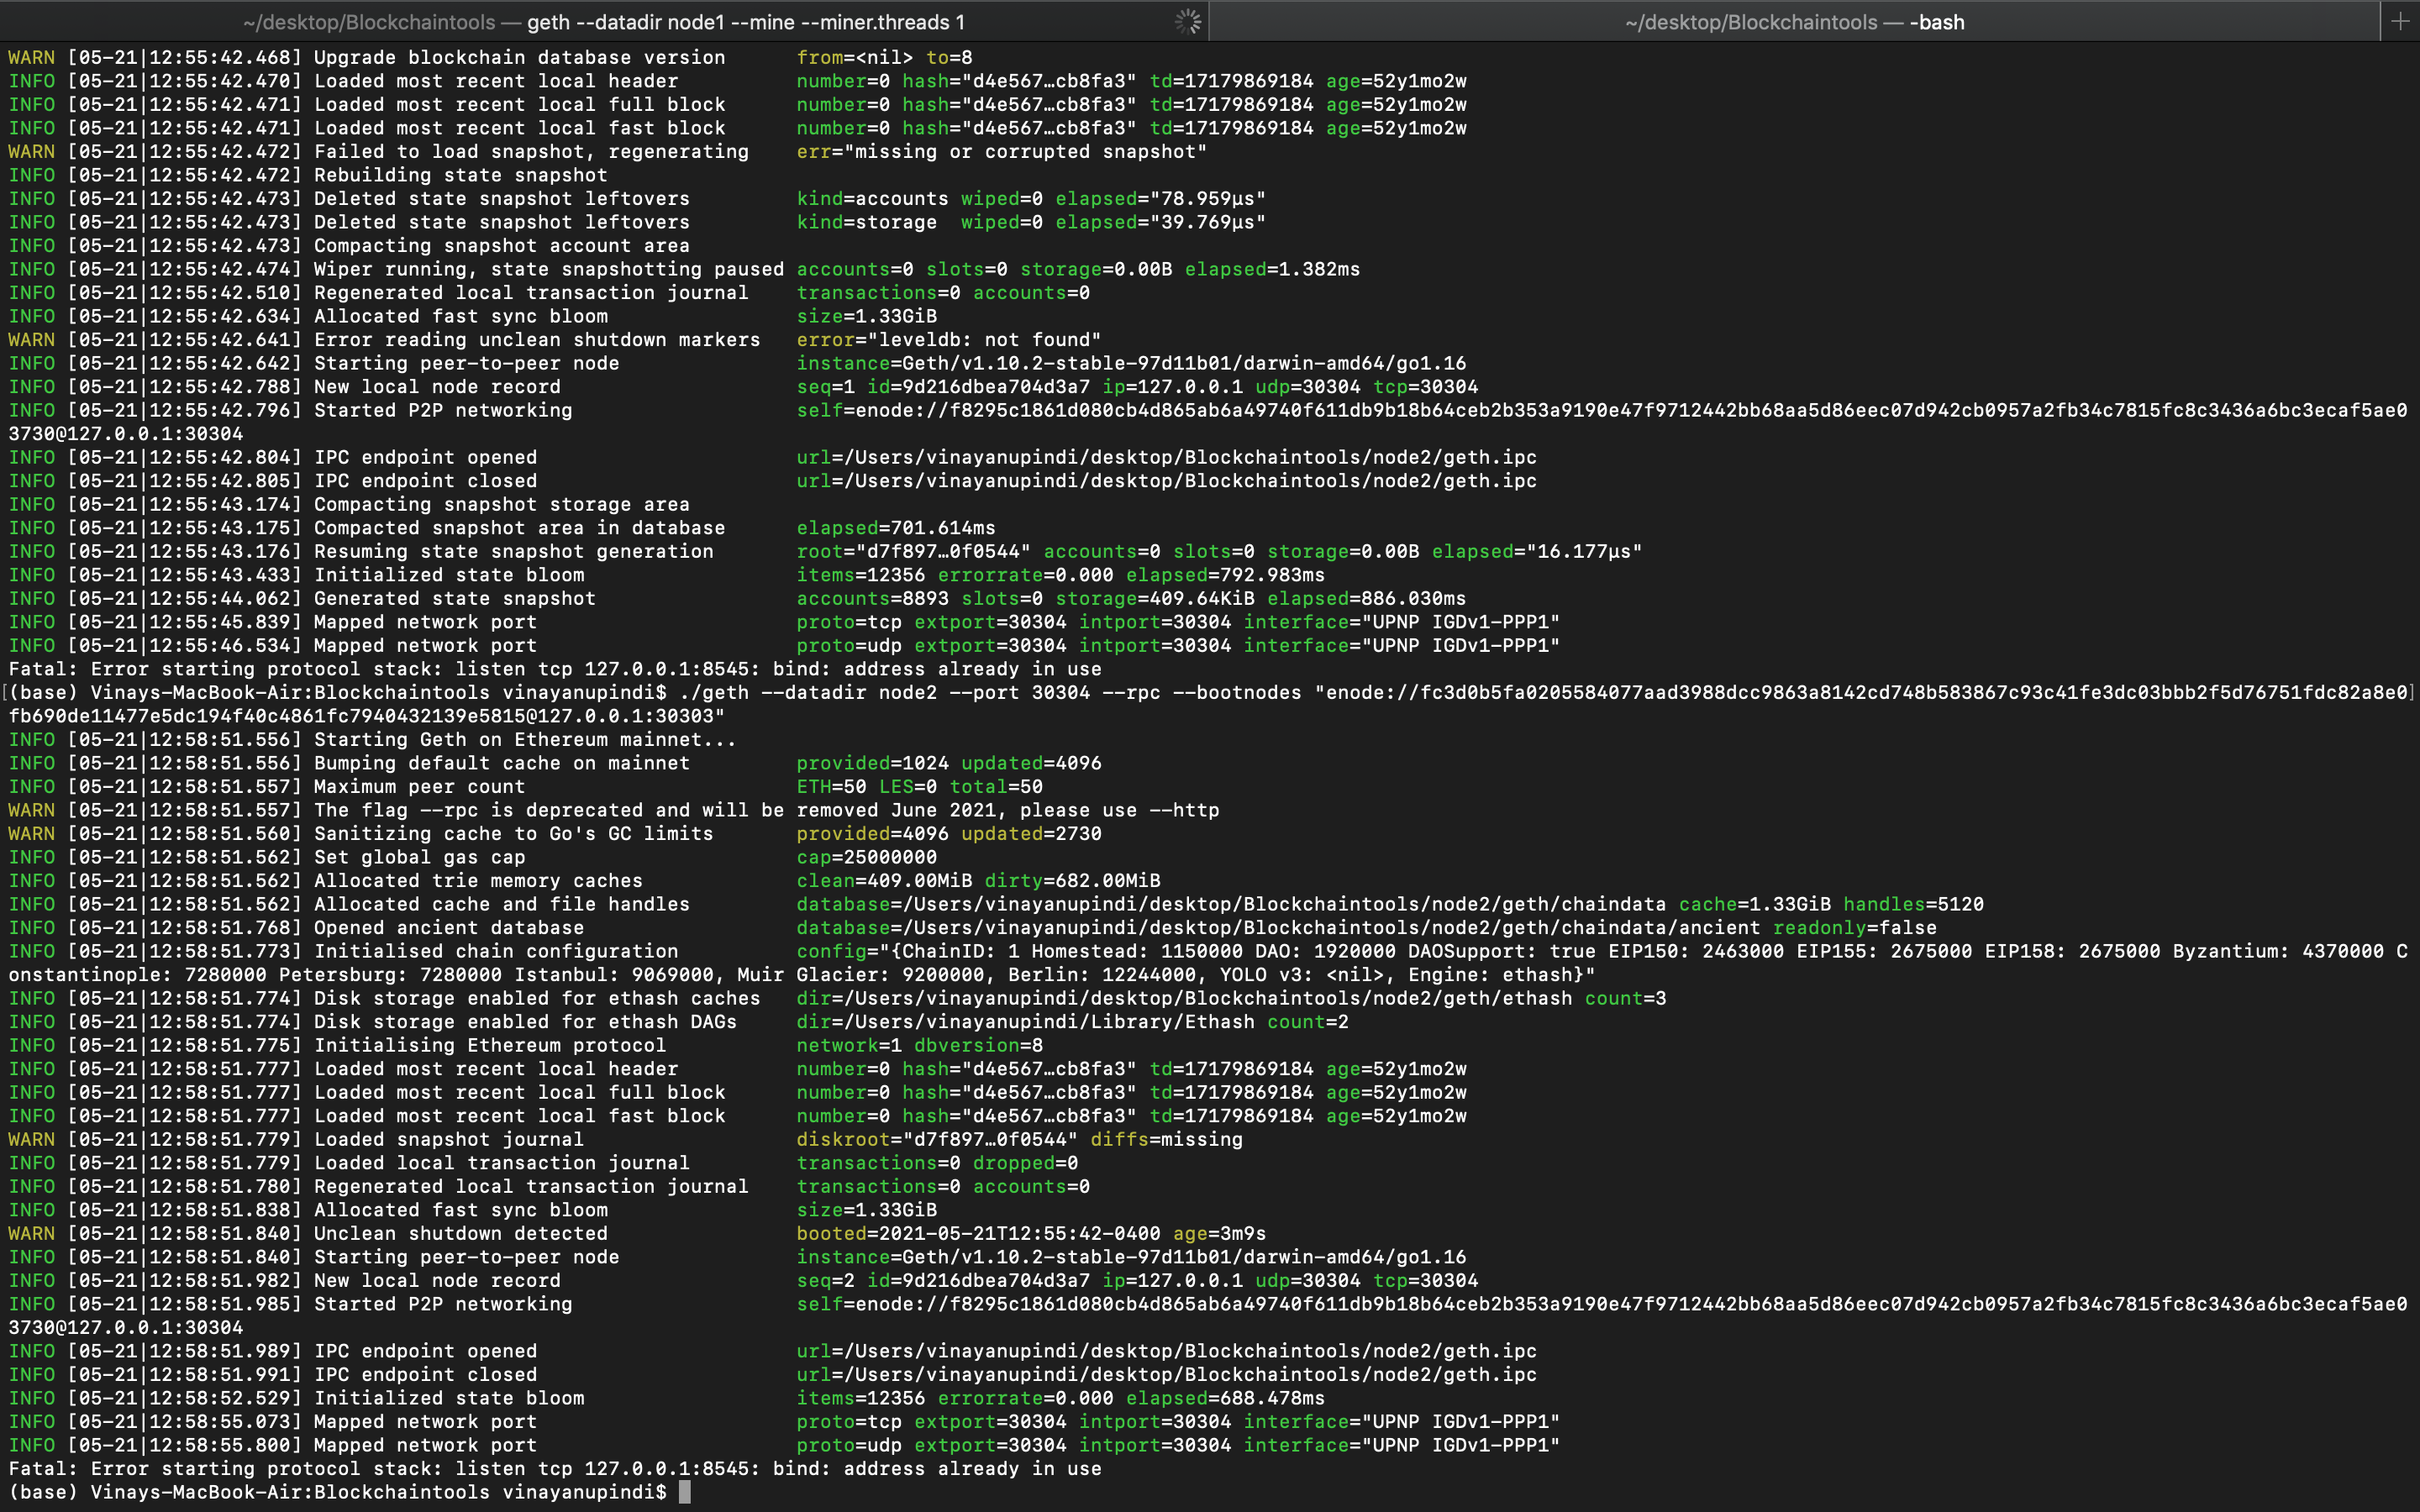 ~/desktop/Blockchaintools — geth --datadir node1 --mine --miner.threads 1
~/desktop/Blockchaintools — -bash
WARN [05-21|12:55:42.468] Upgrade blockchain database version from=<nil> to=8
INFO [05-21|12:55:42.470] Loaded most recent local header number=0 hash="d4e567…cb8fa3" td=17179869184 age=52y1mo2w
INFO [05-21|12:55:42.471] Loaded most recent local full block number=0 hash="d4e567…cb8fa3" td=17179869184 age=52y1mo2w
INFO [05-21|12:55:42.471] Loaded most recent local fast block number=0 hash="d4e567…cb8fa3" td=17179869184 age=52y1mo2w
WARN [05-21|12:55:42.472] Failed to load snapshot, regenerating err="missing or corrupted snapshot"
INFO [05-21|12:55:42.472] Rebuilding state snapshot
INFO [05-21|12:55:42.473] Deleted state snapshot leftovers kind=accounts wiped=0 elapsed="78.959µs"
INFO [05-21|12:55:42.473] Deleted state snapshot leftovers kind=storage wiped=0 elapsed="39.769µs"
INFO [05-21|12:55:42.473] Compacting snapshot account area
INFO [05-21|12:55:42.474] Wiper running, state snapshotting paused accounts=0 slots=0 storage=0.00B elapsed=1.382ms
INFO [05-21|12:55:42.510] Regenerated local transaction journal transactions=0 accounts=0
INFO [05-21|12:55:42.634] Allocated fast sync bloom size=1.33GiB
WARN [05-21|12:55:42.641] Error reading unclean shutdown markers error="leveldb: not found"
INFO [05-21|12:55:42.642] Starting peer-to-peer node instance=Geth/v1.10.2-stable-97d11b01/darwin-amd64/go1.16
INFO [05-21|12:55:42.788] New local node record seq=1 id=9d216dbea704d3a7 ip=127.0.0.1 udp=30304 tcp=30304
INFO [05-21|12:55:42.796] Started P2P networking self=enode://f8295c1861d080cb4d865ab6a49740f611db9b18b64ceb2b353a9190e47f9712442bb68aa5d86eec07d942cb0957a2fb34c7815fc8c3436a6bc3ecaf5ae0
3730@127.0.0.1:30304
INFO [05-21|12:55:42.804] IPC endpoint opened url=/Users/vinayanupindi/desktop/Blockchaintools/node2/geth.ipc
INFO [05-21|12:55:42.805] IPC endpoint closed url=/Users/vinayanupindi/desktop/Blockchaintools/node2/geth.ipc
INFO [05-21|12:55:43.174] Compacting snapshot storage area
INFO [05-21|12:55:43.175] Compacted snapshot area in database elapsed=701.614ms
INFO [05-21|12:55:43.176] Resuming state snapshot generation root="d7f897…0f0544" accounts=0 slots=0 storage=0.00B elapsed="16.177µs"
INFO [05-21|12:55:43.433] Initialized state bloom items=12356 errorrate=0.000 elapsed=792.983ms
INFO [05-21|12:55:44.062] Generated state snapshot accounts=8893 slots=0 storage=409.64KiB elapsed=886.030ms
INFO [05-21|12:55:45.839] Mapped network port proto=tcp extport=30304 intport=30304 interface="UPNP IGDv1-PPP1"
INFO [05-21|12:55:46.534] Mapped network port proto=udp extport=30304 intport=30304 interface="UPNP IGDv1-PPP1"
Fatal: Error starting protocol stack: listen tcp 127.0.0.1:8545: bind: address already in use
[(base) Vinays-MacBook-Air:Blockchaintools vinayanupindi$ ./geth --datadir node2 --port 30304 --rpc --bootnodes "enode://fc3d0b5fa0205584077aad3988dcc9863a8142cd748b583867c93c41fe3dc03bbb2f5d76751fdc82a8e0]
fb690de11477e5dc194f40c4861fc7940432139e5815@127.0.0.1:30303"
INFO [05-21|12:58:51.556] Starting Geth on Ethereum mainnet...
INFO [05-21|12:58:51.556] Bumping default cache on mainnet provided=1024 updated=4096
INFO [05-21|12:58:51.557] Maximum peer count ETH=50 LES=0 total=50
WARN [05-21|12:58:51.557] The flag --rpc is deprecated and will be removed June 2021, please use --http
WARN [05-21|12:58:51.560] Sanitizing cache to Go's GC limits provided=4096 updated=2730
INFO [05-21|12:58:51.562] Set global gas cap cap=25000000
INFO [05-21|12:58:51.562] Allocated trie memory caches clean=409.00MiB dirty=682.00MiB
INFO [05-21|12:58:51.562] Allocated cache and file handles database=/Users/vinayanupindi/desktop/Blockchaintools/node2/geth/chaindata cache=1.33GiB handles=5120
INFO [05-21|12:58:51.768] Opened ancient database database=/Users/vinayanupindi/desktop/Blockchaintools/node2/geth/chaindata/ancient readonly=false
INFO [05-21|12:58:51.773] Initialised chain configuration config="{ChainID: 1 Homestead: 1150000 DAO: 1920000 DAOSupport: true EIP150: 2463000 EIP155: 2675000 EIP158: 2675000 Byzantium: 4370000 C
onstantinople: 7280000 Petersburg: 7280000 Istanbul: 9069000, Muir Glacier: 9200000, Berlin: 12244000, YOLO v3: <nil>, Engine: ethash}"
INFO [05-21|12:58:51.774] Disk storage enabled for ethash caches dir=/Users/vinayanupindi/desktop/Blockchaintools/node2/geth/ethash count=3
INFO [05-21|12:58:51.774] Disk storage enabled for ethash DAGs dir=/Users/vinayanupindi/Library/Ethash count=2
INFO [05-21|12:58:51.775] Initialising Ethereum protocol network=1 dbversion=8
INFO [05-21|12:58:51.777] Loaded most recent local header number=0 hash="d4e567…cb8fa3" td=17179869184 age=52y1mo2w
INFO [05-21|12:58:51.777] Loaded most recent local full block number=0 hash="d4e567…cb8fa3" td=17179869184 age=52y1mo2w
INFO [05-21|12:58:51.777] Loaded most recent local fast block number=0 hash="d4e567…cb8fa3" td=17179869184 age=52y1mo2w
WARN [05-21|12:58:51.779] Loaded snapshot journal diskroot="d7f897…0f0544" diffs=missing
INFO [05-21|12:58:51.779] Loaded local transaction journal transactions=0 dropped=0
INFO [05-21|12:58:51.780] Regenerated local transaction journal transactions=0 accounts=0
INFO [05-21|12:58:51.838] Allocated fast sync bloom size=1.33GiB
WARN [05-21|12:58:51.840] Unclean shutdown detected booted=2021-05-21T12:55:42-0400 age=3m9s
INFO [05-21|12:58:51.840] Starting peer-to-peer node instance=Geth/v1.10.2-stable-97d11b01/darwin-amd64/go1.16
INFO [05-21|12:58:51.982] New local node record seq=2 id=9d216dbea704d3a7 ip=127.0.0.1 udp=30304 tcp=30304
INFO [05-21|12:58:51.985] Started P2P networking self=enode://f8295c1861d080cb4d865ab6a49740f611db9b18b64ceb2b353a9190e47f9712442bb68aa5d86eec07d942cb0957a2fb34c7815fc8c3436a6bc3ecaf5ae0
3730@127.0.0.1:30304
INFO [05-21|12:58:51.989] IPC endpoint opened url=/Users/vinayanupindi/desktop/Blockchaintools/node2/geth.ipc
INFO [05-21|12:58:51.991] IPC endpoint closed url=/Users/vinayanupindi/desktop/Blockchaintools/node2/geth.ipc
INFO [05-21|12:58:52.529] Initialized state bloom items=12356 errorrate=0.000 elapsed=688.478ms
INFO [05-21|12:58:55.073] Mapped network port proto=tcp extport=30304 intport=30304 interface="UPNP IGDv1-PPP1"
INFO [05-21|12:58:55.800] Mapped network port proto=udp extport=30304 intport=30304 interface="UPNP IGDv1-PPP1"
Fatal: Error starting protocol stack: listen tcp 127.0.0.1:8545: bind: address already in use
(base) Vinays-MacBook-Air:Blockchaintools vinayanupindi$